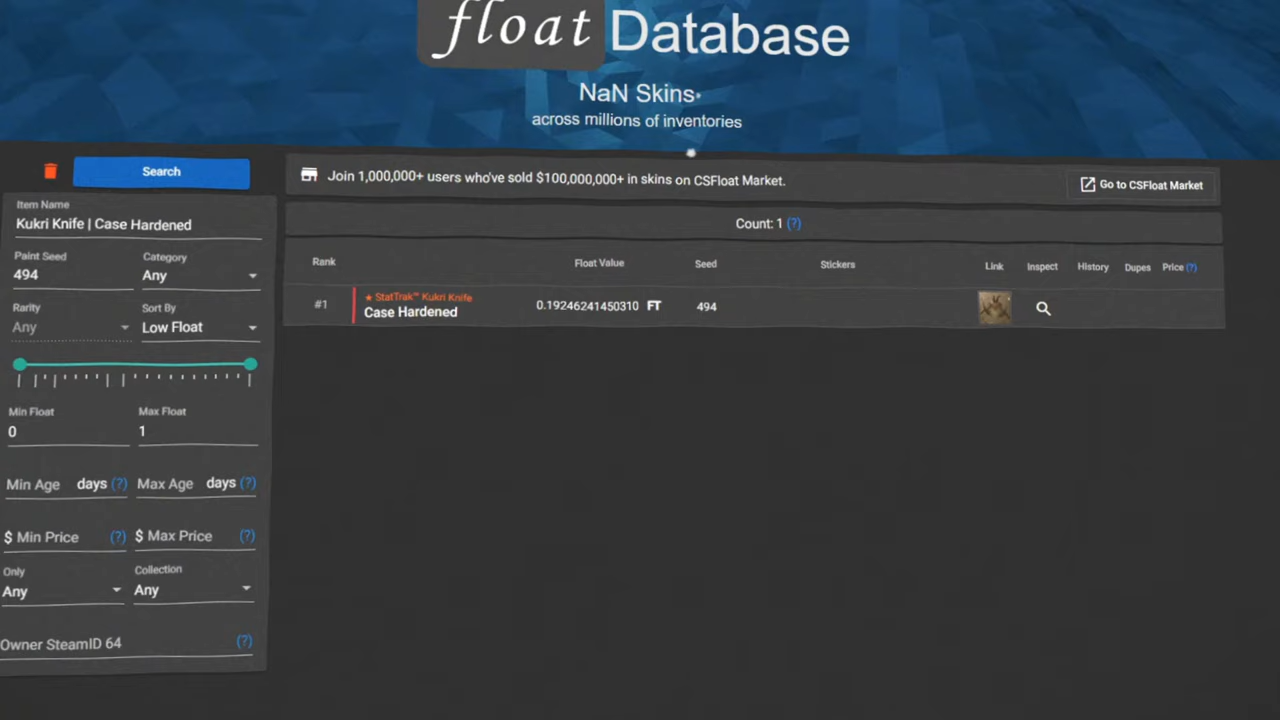 float Database
NaN Skins*
across millions of inventories
Search
Join 1,000,000+ users who've sold $100,000,000+ in skins on CSFloat Market.
Go to CSFloat Market
Item Name
Kukri Knife | Case Hardened
Count: 1 (?)
Paint Seed Category
494 Any
Rank Float Value Seed Stickers Link Inspect History Dupes Price (?)
Rarity Sort By
Any Low Float
#1 ★ StatTrak™ Kukri Knife
Case Hardened 0.19246241450310 FT 494
Min Float Max Float
0 1
Min Age days (?) Max Age days (?)
$ Min Price (?) $ Max Price (?)
Only Collection
Any Any
Owner SteamID 64 (?)